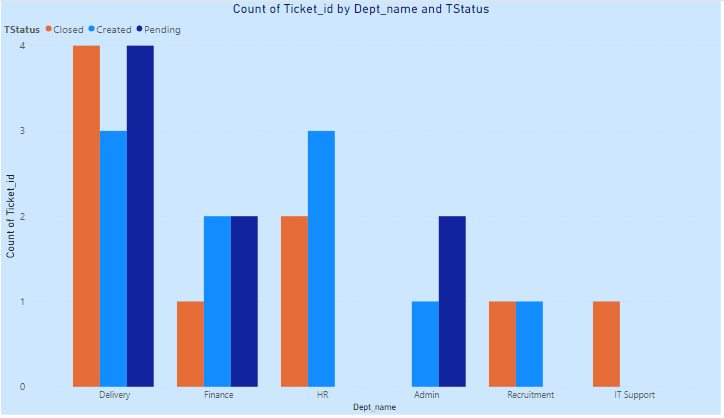 Count of Ticket_id by Dept_name and TStatus
TStatus Closed Created Pending
4
3
2
1
0
Count of Ticket_id
Delivery Finance HR Admin Recruitment IT Support
Dept_name